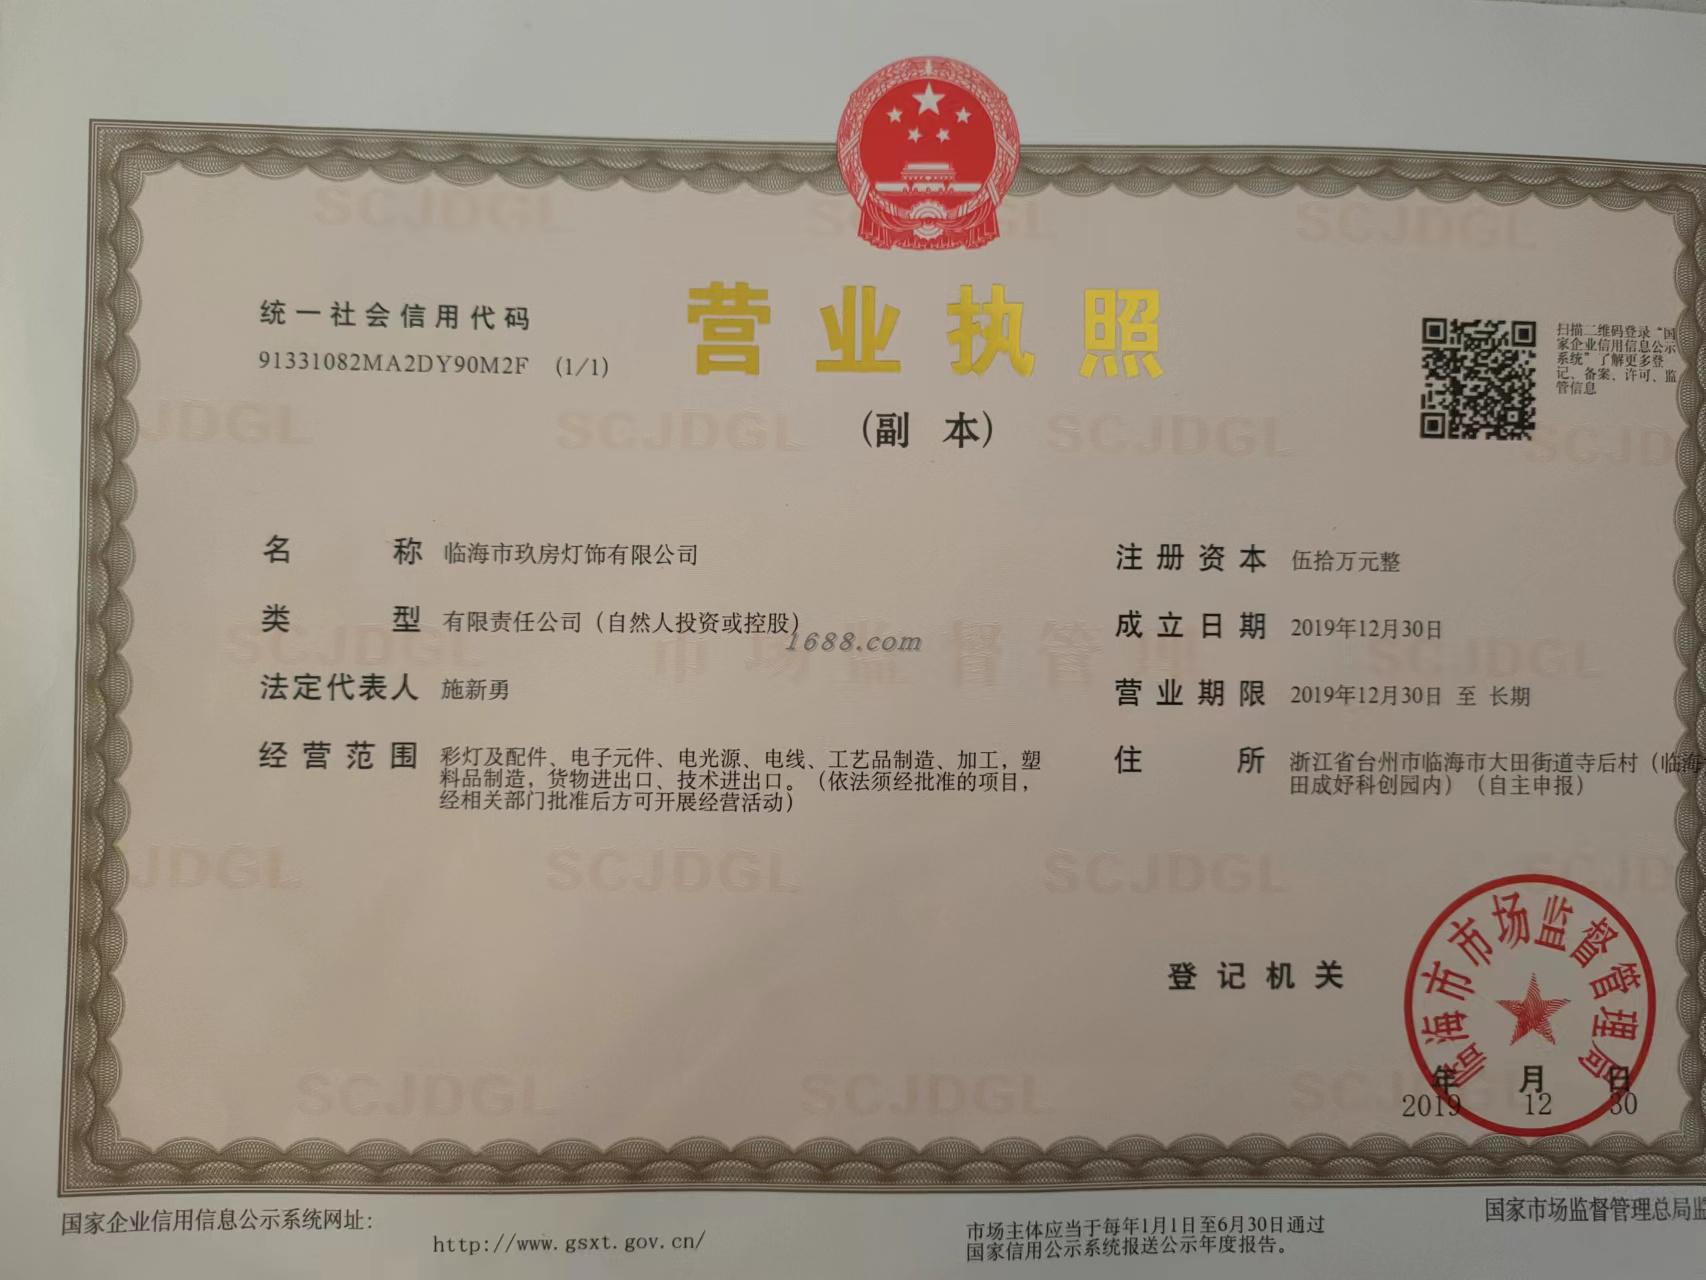 统一社会信用代码
91331082MA2DY90M2F (1/1)
营业执照
(副 本)
扫描二维码登录“国
家企业信用信息公示
系统”了解更多登
记、备案、许可、监
管信息
名 称 临海市玖房灯饰有限公司
类 型 有限责任公司（自然人投资或控股）
法定代表人 施新勇
经营范围 彩灯及配件、电子元件、电光源、电线、工艺品制造、加工，塑
料品制造，货物进出口、技术进出口。（依法须经批准的项目，
经相关部门批准后方可开展经营活动）
1688.com
注册资本 伍拾万元整
成立日期 2019年12月30日
营业期限 2019年12月30日 至 长期
住 所 浙江省台州市临海市大田街道寺后村（临海
田成妤科创园内）（自主申报）
SCJDGL
市场监督管理
登记机关
临海市市场监督管理局
年 月 日
2019 12 30
国家企业信用信息公示系统网址：
http://www.gsxt.gov.cn/
市场主体应当于每年1月1日至6月30日通过
国家信用公示系统报送公示年度报告。
国家市场监督管理总局监